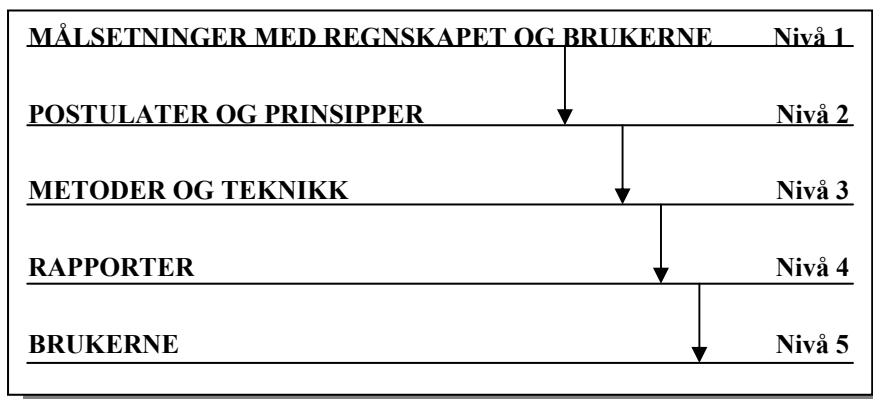 MÅLSETNINGER MED REGNSKAPET OG BRUKERNE Nivå 1
POSTULATER OG PRINSIPPER Nivå 2
METODER OG TEKNIKK Nivå 3
RAPPORTER Nivå 4
BRUKERNE Nivå 5